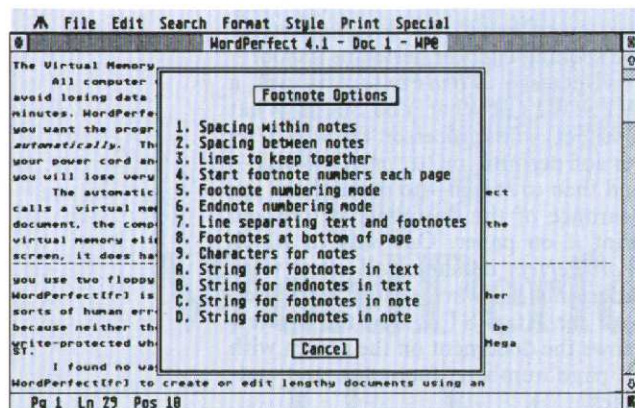 File Edit Search Format Style Print Special
WordPerfect 4.1 - Doc 1 - WP@
The Virtual Memory
All computer
avoid losing data
minutes. WordPerfe
you want the progr
automatically. Th
your power cord an
you will lose very
The automatic
calls a virtual me
document, the comp
virtual memory eli
screen, it does ha
you use two floppy
WordPerfect[fr] is
sorts of human err
because neither th
write-protected wh
ST.
I found no wa
Footnote Options
1. Spacing within notes
2. Spacing between notes
3. Lines to keep together
4. Start footnote numbers each page
5. Footnote numbering mode
6. Endnote numbering mode
7. Line separating text and footnotes
8. Footnotes at bottom of page
9. Characters for notes
A. String for footnotes in text
B. String for endnotes in text
C. String for footnotes in note
D. String for endnotes in note
Cancel
ect
the
her
be
Mega
WordPerfect[fr] to create or edit lengthy documents using an
Pg 1 Ln 29 Pos 10